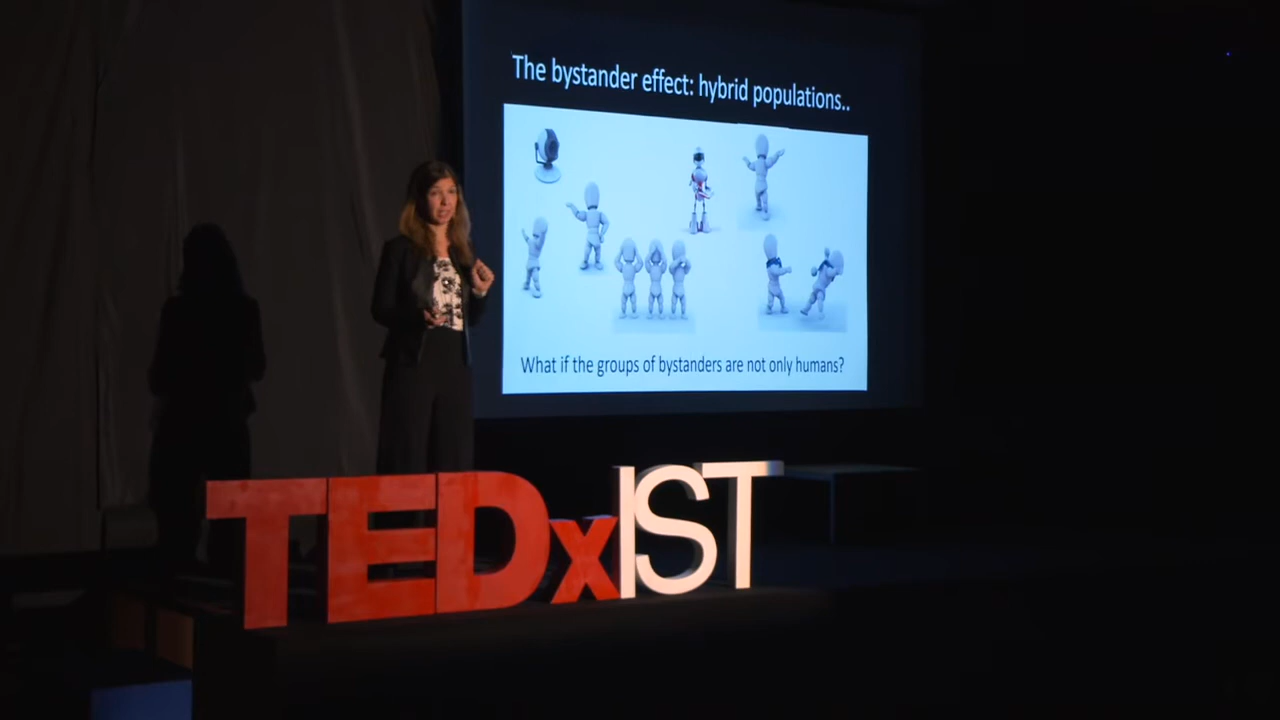 The bystander effect: hybrid populations..
What if the groups of bystanders are not only humans?
TEDxIST